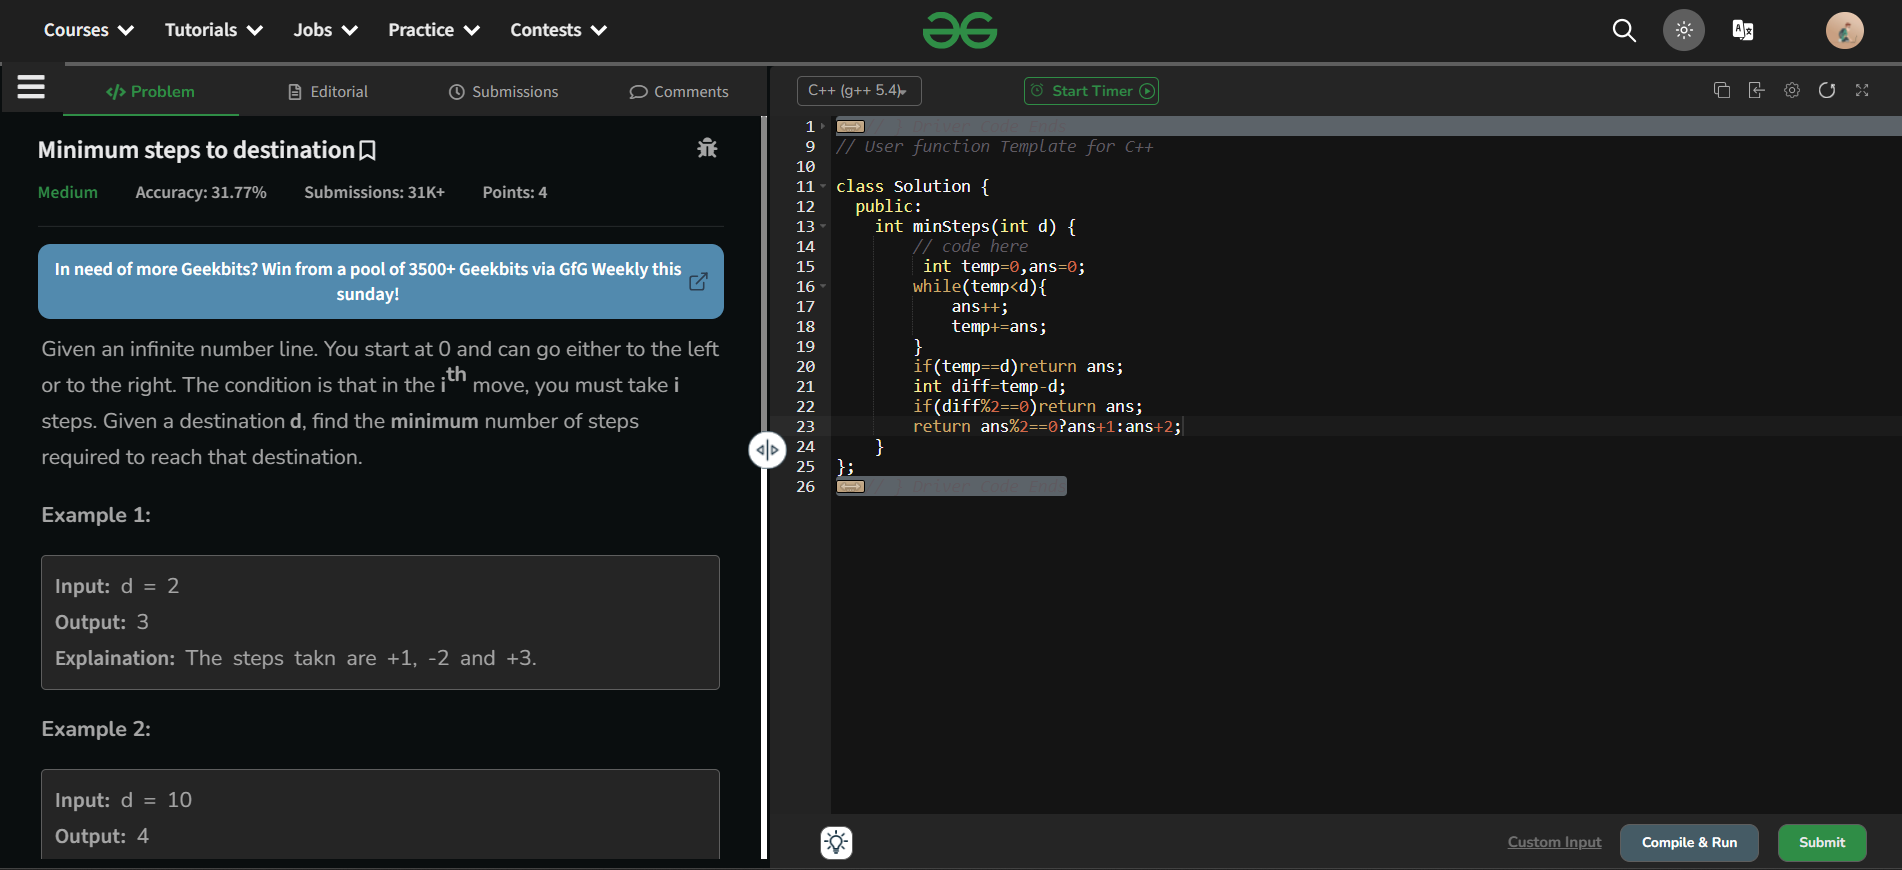 Courses Tutorials Jobs Practice Contests
Problem Editorial Submissions Comments
Minimum steps to destination
Medium Accuracy: 31.77% Submissions: 31K+ Points: 4
In need of more Geekbits? Win from a pool of 3500+ Geekbits via GfG Weekly this
sunday!
Given an infinite number line. You start at 0 and can go either to the left
or to the right. The condition is that in the ith move, you must take i
steps. Given a destination d, find the minimum number of steps
required to reach that destination.
Example 1:
Input: d = 2
Output: 3
Explaination: The steps takn are +1, -2 and +3.
Example 2:
Input: d = 10
Output: 4
C++ (g++ 5.4)
Start Timer
1 // } Driver Code Ends
9 // User function Template for C++
10
11 class Solution {
12 public:
13 int minSteps(int d) {
14 // code here
15 int temp=0,ans=0;
16 while(temp<d){
17 ans++;
18 temp+=ans;
19 }
20 if(temp==d)return ans;
21 int diff=temp-d;
22 if(diff%2==0)return ans;
23 return ans%2==0?ans+1:ans+2;
24 }
25 };
26 // } Driver Code Ends
Custom Input Compile & Run Submit